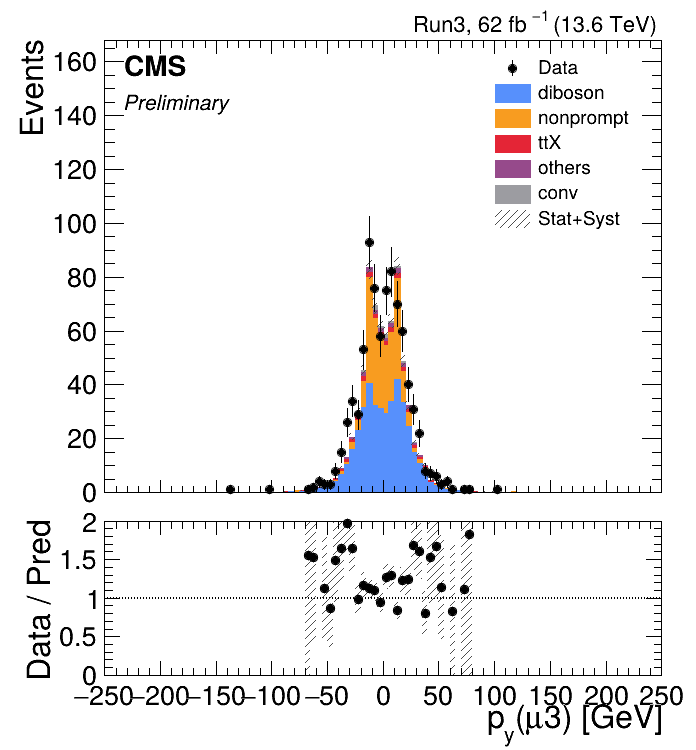 Run3, 62 fb⁻¹ (13.6 TeV)
CMS
Preliminary
Events
160
140
120
100
80
60
40
20
0
Data
diboson
nonprompt
ttX
others
conv
Stat+Syst
Data / Pred
2
1.5
1
0.5
0
−250 −200 −150 −100 −50 0 50 100 150 200 250
p_y(μ3) [GeV]